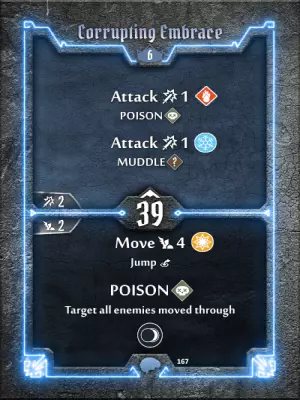 Corrupting Embrace
6
Attack 1
POISON
Attack 1
MUDDLE ?
2
39
2
Move 4
Jump
POISON
Target all enemies moved through
167